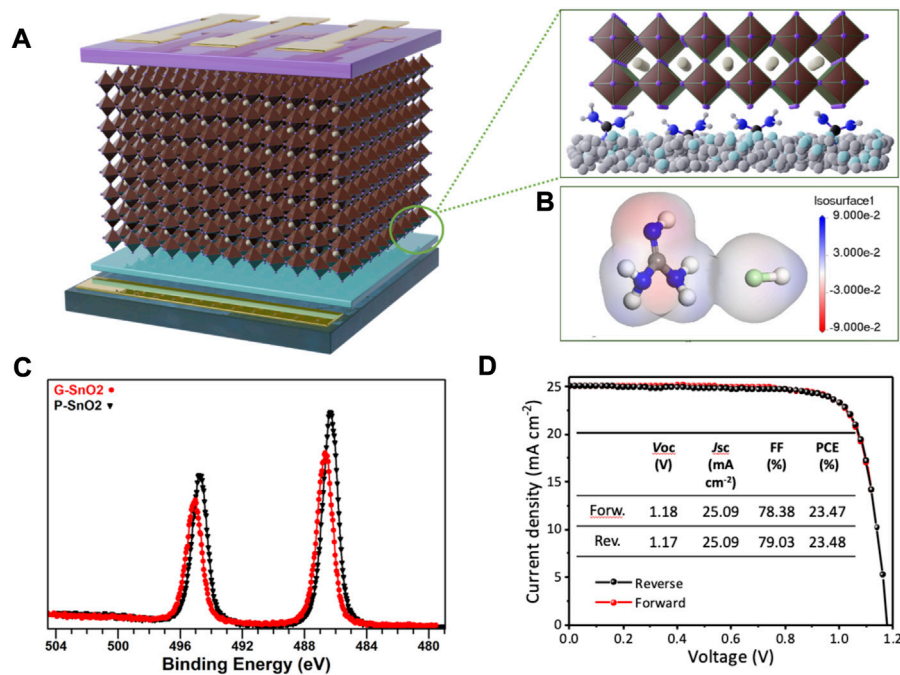 A
B
Isosurface1
9.000e-2
3.000e-2
-3.000e-2
-9.000e-2
C
G-SnO2
P-SnO2
504 500 496 492 488 484 480
Binding Energy (eV)
D
Current density (mA cm-2)
25
20
15
10
5
0
Voc (V) Jsc (mA cm-2) FF (%) PCE (%)
Forw. 1.18 25.09 78.38 23.47
Rev. 1.17 25.09 79.03 23.48
Reverse
Forward
0.0 0.2 0.4 0.6 0.8 1.0 1.2
Voltage (V)